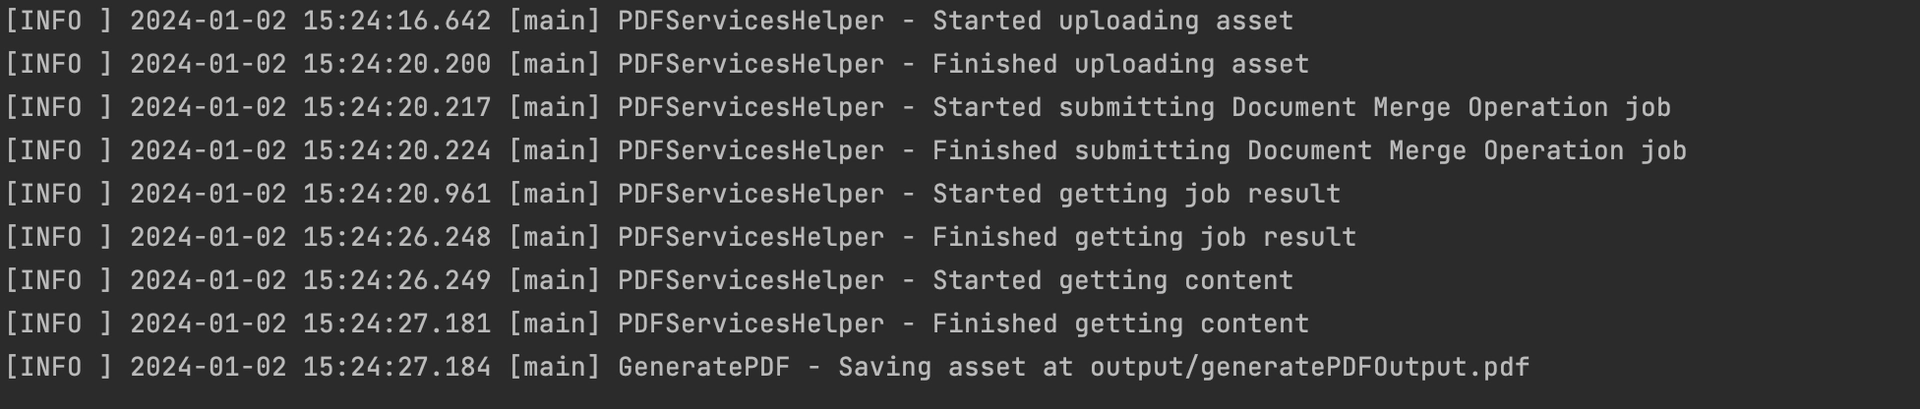 [INFO ] 2024-01-02 15:24:16.642 [main] PDFServicesHelper - Started uploading asset
[INFO ] 2024-01-02 15:24:20.200 [main] PDFServicesHelper - Finished uploading asset
[INFO ] 2024-01-02 15:24:20.217 [main] PDFServicesHelper - Started submitting Document Merge Operation job
[INFO ] 2024-01-02 15:24:20.224 [main] PDFServicesHelper - Finished submitting Document Merge Operation job
[INFO ] 2024-01-02 15:24:20.961 [main] PDFServicesHelper - Started getting job result
[INFO ] 2024-01-02 15:24:26.248 [main] PDFServicesHelper - Finished getting job result
[INFO ] 2024-01-02 15:24:26.249 [main] PDFServicesHelper - Started getting content
[INFO ] 2024-01-02 15:24:27.181 [main] PDFServicesHelper - Finished getting content
[INFO ] 2024-01-02 15:24:27.184 [main] GeneratePDF - Saving asset at output/generatePDFOutput.pdf